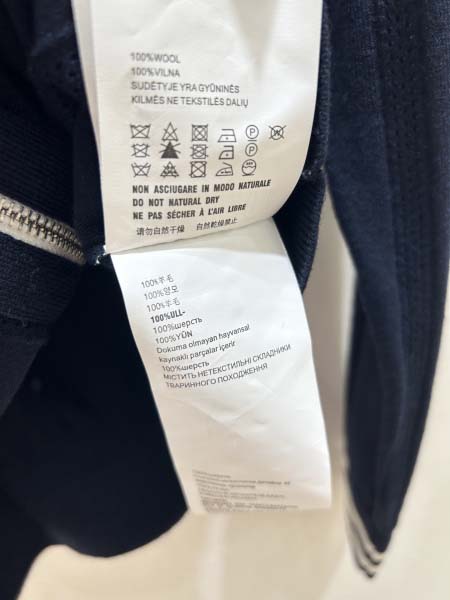 100%WOOL
100%VILNA
SUDĖTYJE YRA GYŪNINĖS
KILMĖS NE TEKSTILĖS DALIŲ
NON ASCIUGARE IN MODO NATURALE
DO NOT NATURAL DRY
NE PAS SÉCHER À L'AIR LIBRE
请勿自然干燥 自然乾燥禁止
100%羊毛
100%양모
100%羊毛
100%ULL-
100%шерсть
100%YÜN
Dokuma olmayan hayvansal
kaynaklı parçalar içerir
100%шерсть
МІСТИТЬ НЕТЕКСТИЛЬНІ СКЛАДНИКИ
ТВАРИННОГО ПОХОДЖЕННЯ